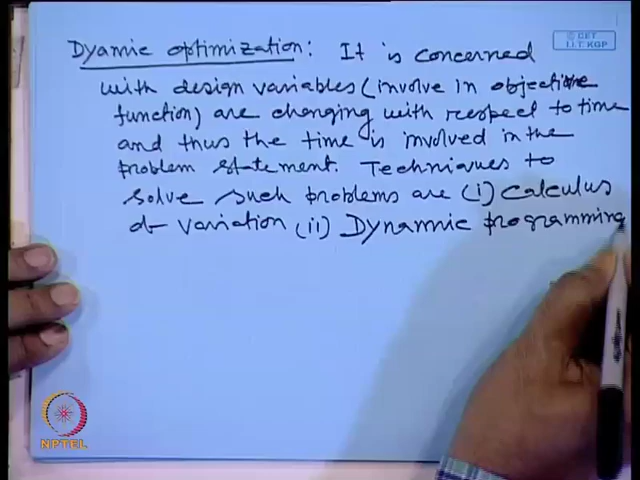 Dyamic optimization: It is concerned
with design variables (involve in objective
function) are changing with respect to time
and thus the time is involved in the
problem statement. Techniques to
solve such problems are (i) Calculus
of variation (ii) Dynamic programming
© CET
I.I.T. KGP
NPTEL